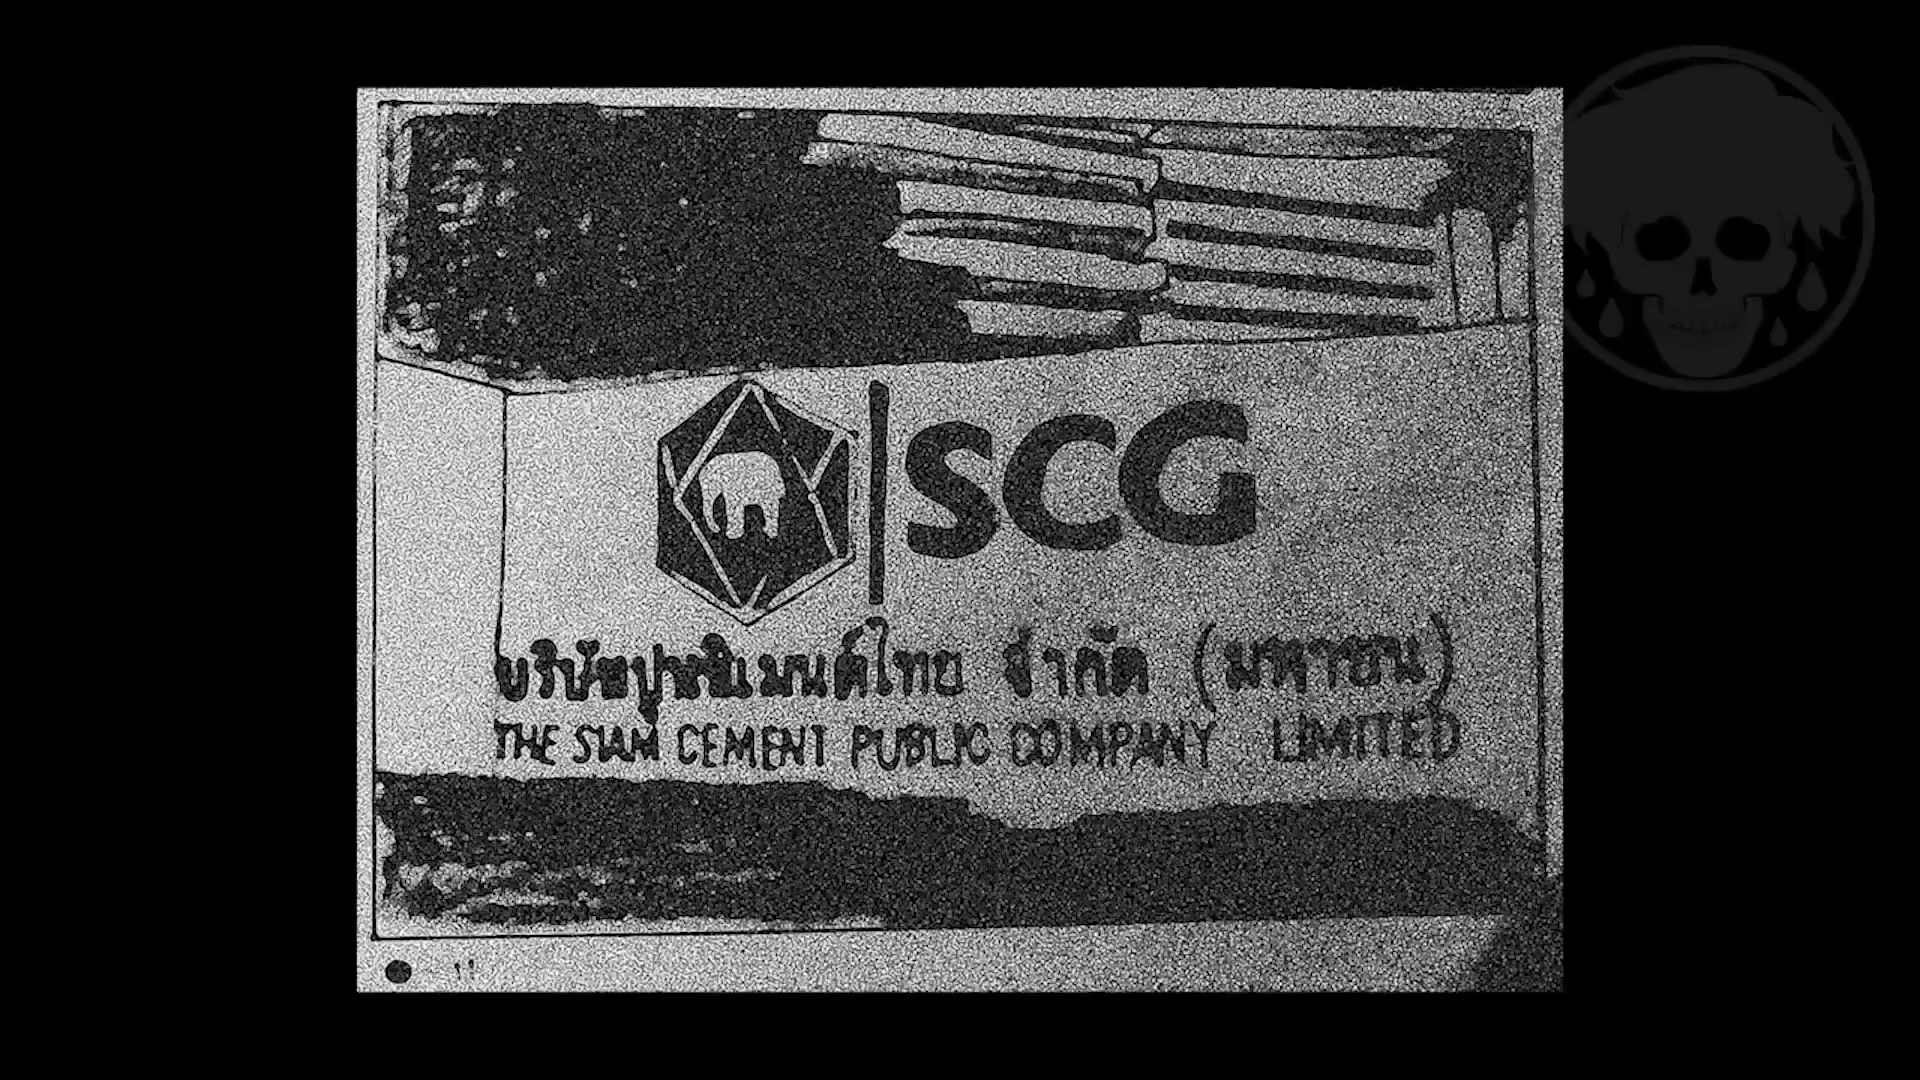 SCG
บริษัทปูนซิเมนต์ไทย จำกัด (มหาชน)
THE SIAM CEMENT PUBLIC COMPANY LIMITED